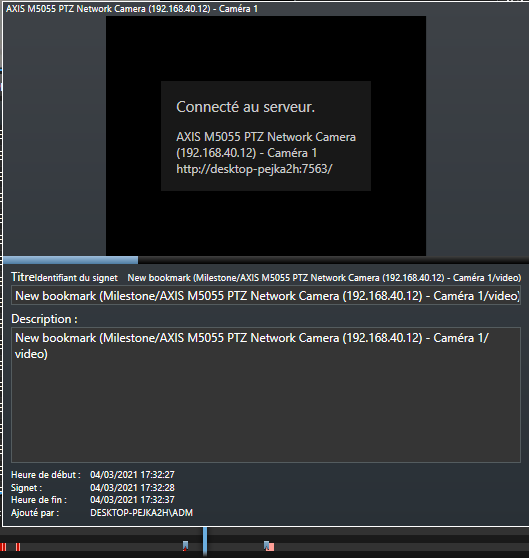 AXIS M5055 PTZ Network Camera (192.168.40.12) - Caméra 1
Connecté au serveur.
AXIS M5055 PTZ Network Camera
(192.168.40.12) - Caméra 1
http://desktop-pejka2h:7563/
Titre Identifiant du signet New bookmark (Milestone/AXIS M5055 PTZ Network Camera (192.168.40.12) - Caméra 1/video)
New bookmark (Milestone/AXIS M5055 PTZ Network Camera (192.168.40.12) - Caméra 1/video)
Description :
New bookmark (Milestone/AXIS M5055 PTZ Network Camera (192.168.40.12) - Caméra 1/
video)
Heure de début : 04/03/2021 17:32:27
Signet : 04/03/2021 17:32:28
Heure de fin : 04/03/2021 17:32:37
Ajouté par : DESKTOP-PEJKA2H\ADM